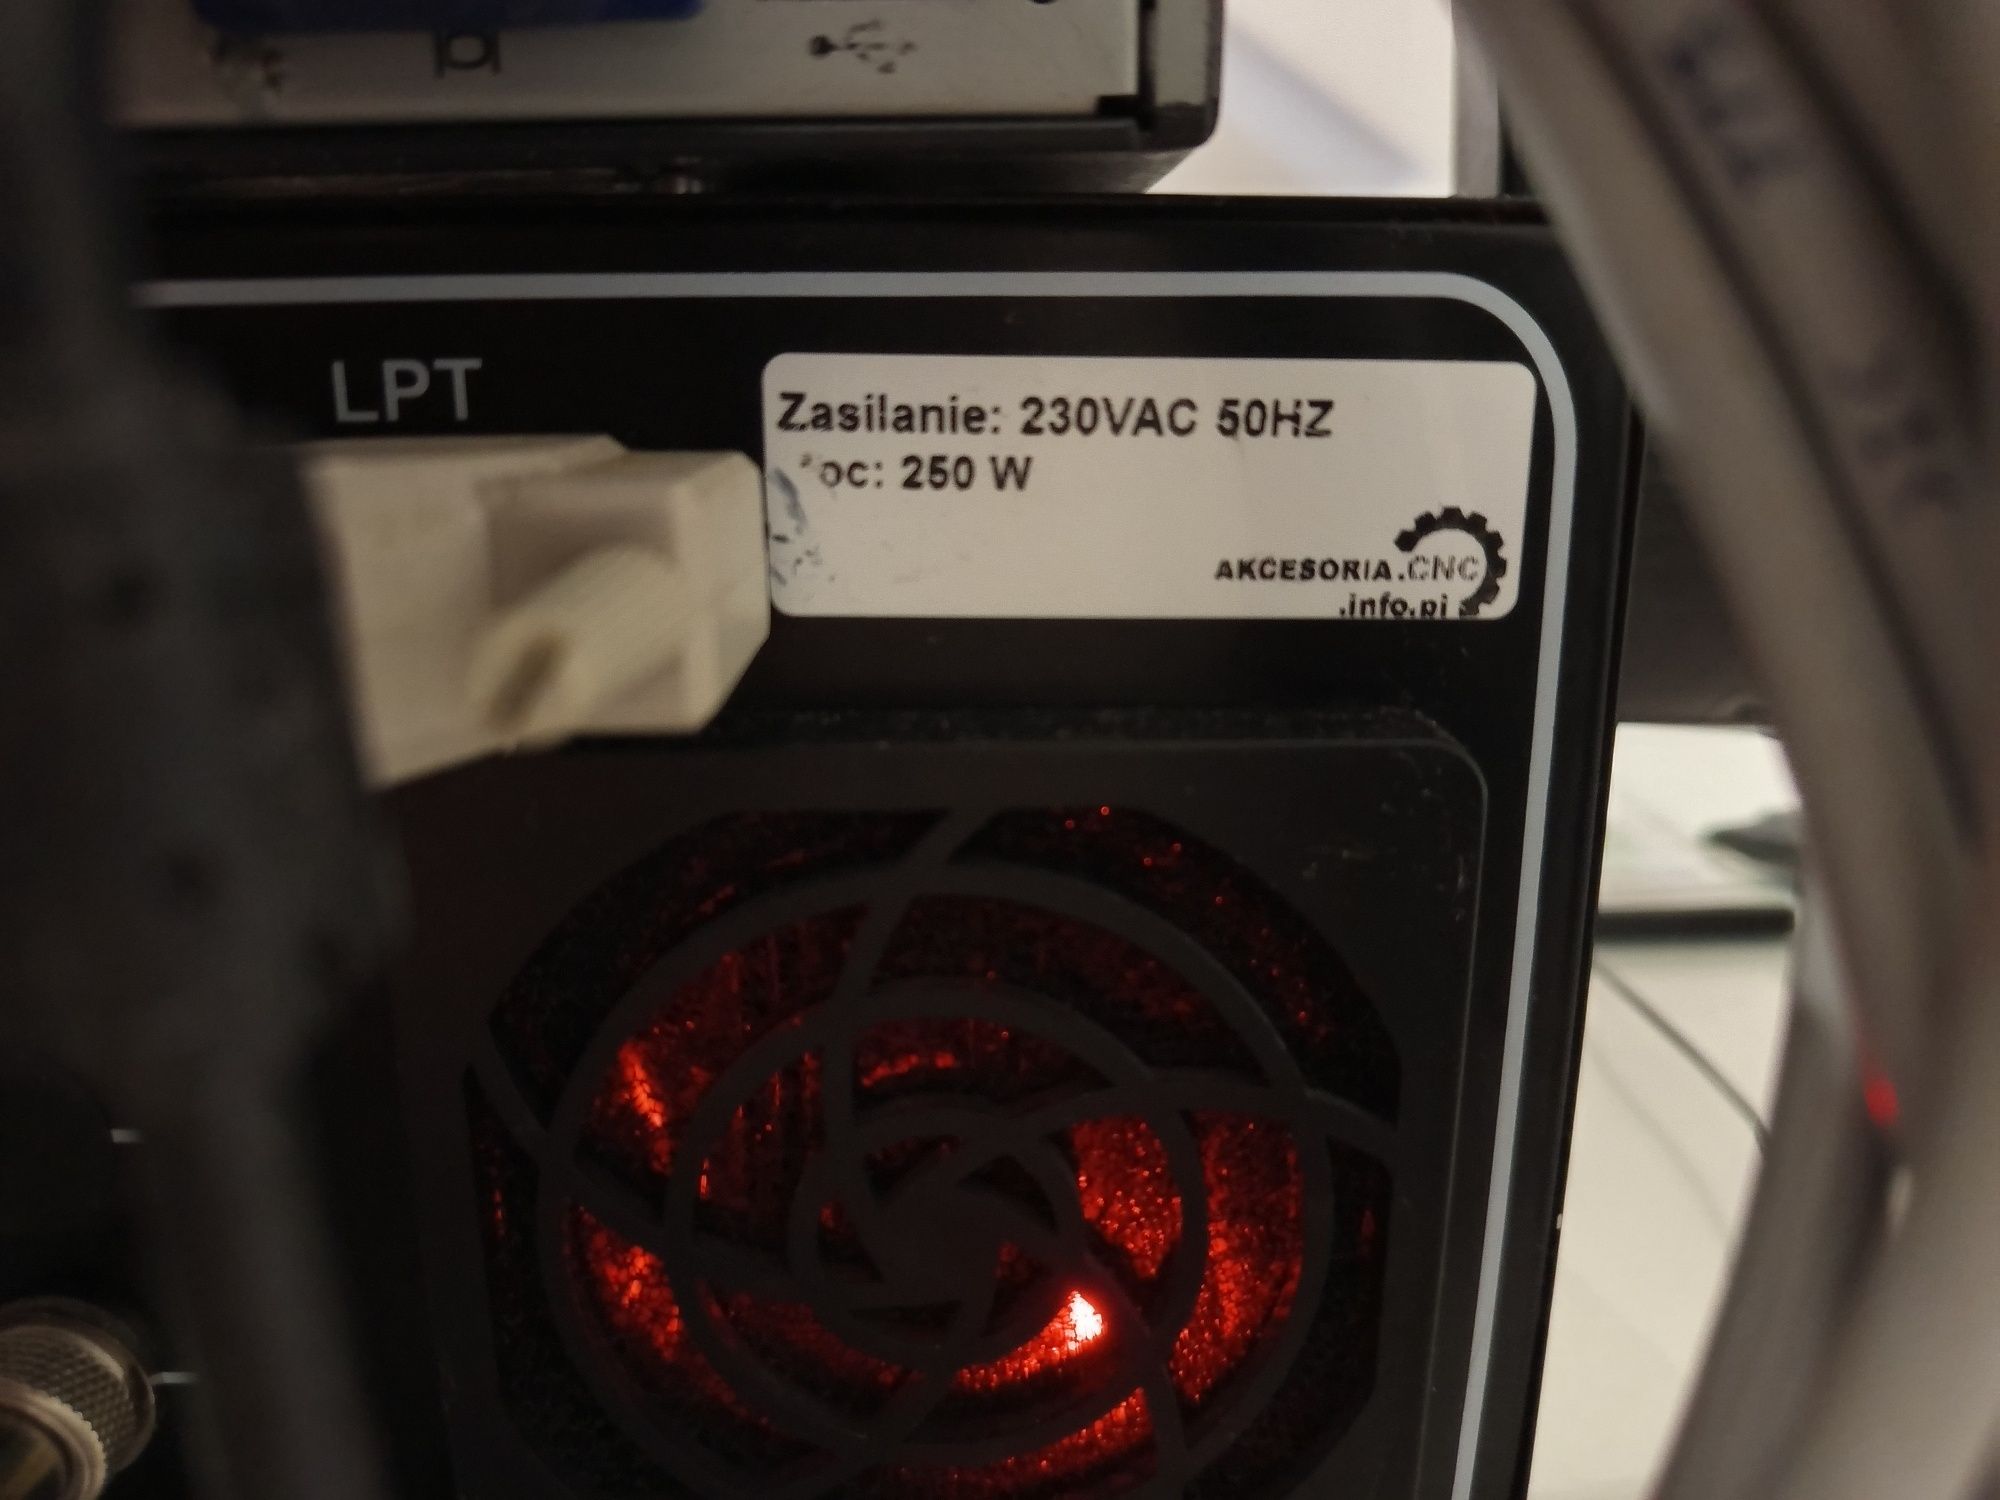 LPT
Zasilanie: 230VAC 50HZ
oc: 250 W
AKCESORIA.CNC
.info.pl